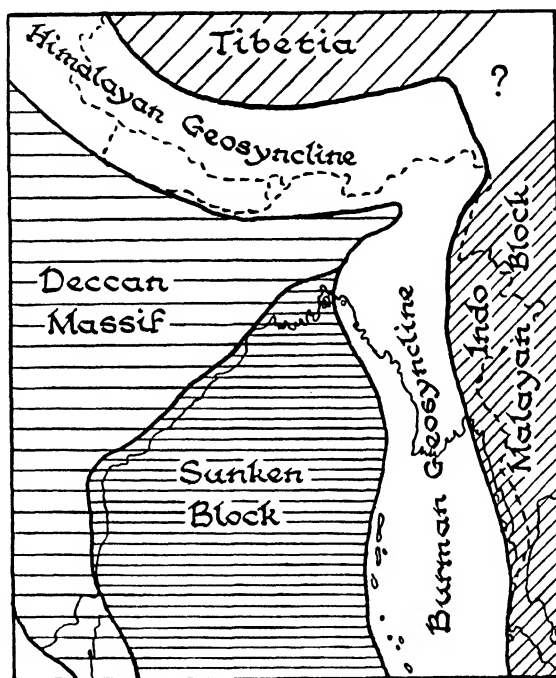 Tibetia
?
Himalayan Geosyncline
Deccan
Massif
Sunken
Block
Burman Geosyncline
Indo
Malayan Block